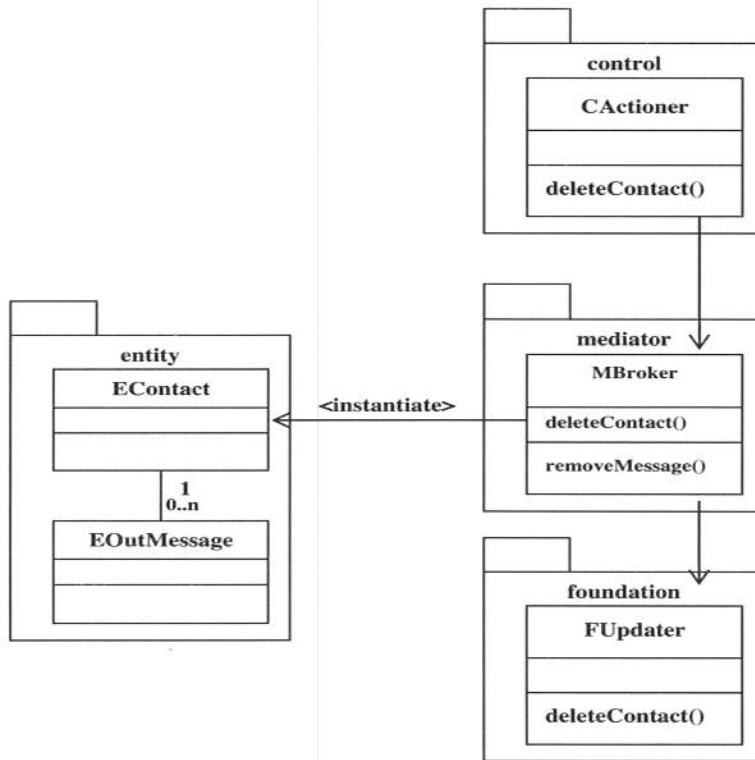 control
CActioner
deleteContact()
entity
EContact
1
0..n
EOutMessage
<instantiate>
mediator
MBroker
deleteContact()
removeMessage()
foundation
FUpdater
deleteContact()